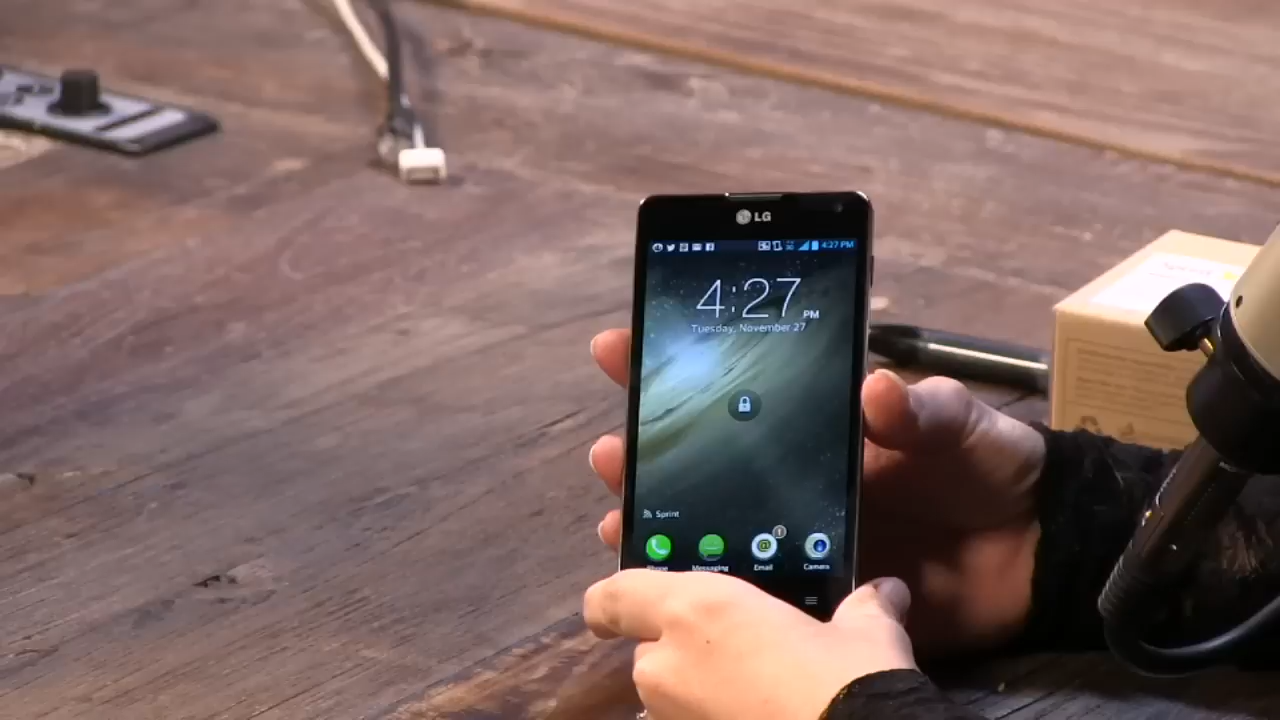 LG
4:27 PM
4:27 PM
Tuesday, November 27
Sprint
Phone Messaging Email Camera